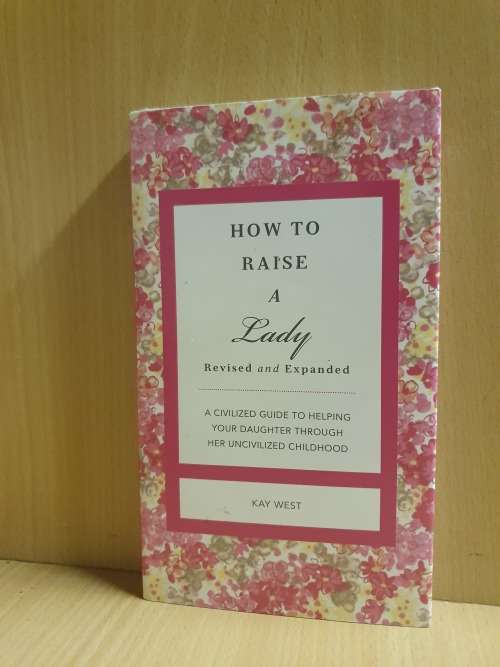 HOW TO
RAISE
A
Lady
Revised and Expanded
A CIVILIZED GUIDE TO HELPING
YOUR DAUGHTER THROUGH
HER UNCIVILIZED CHILDHOOD
KAY WEST